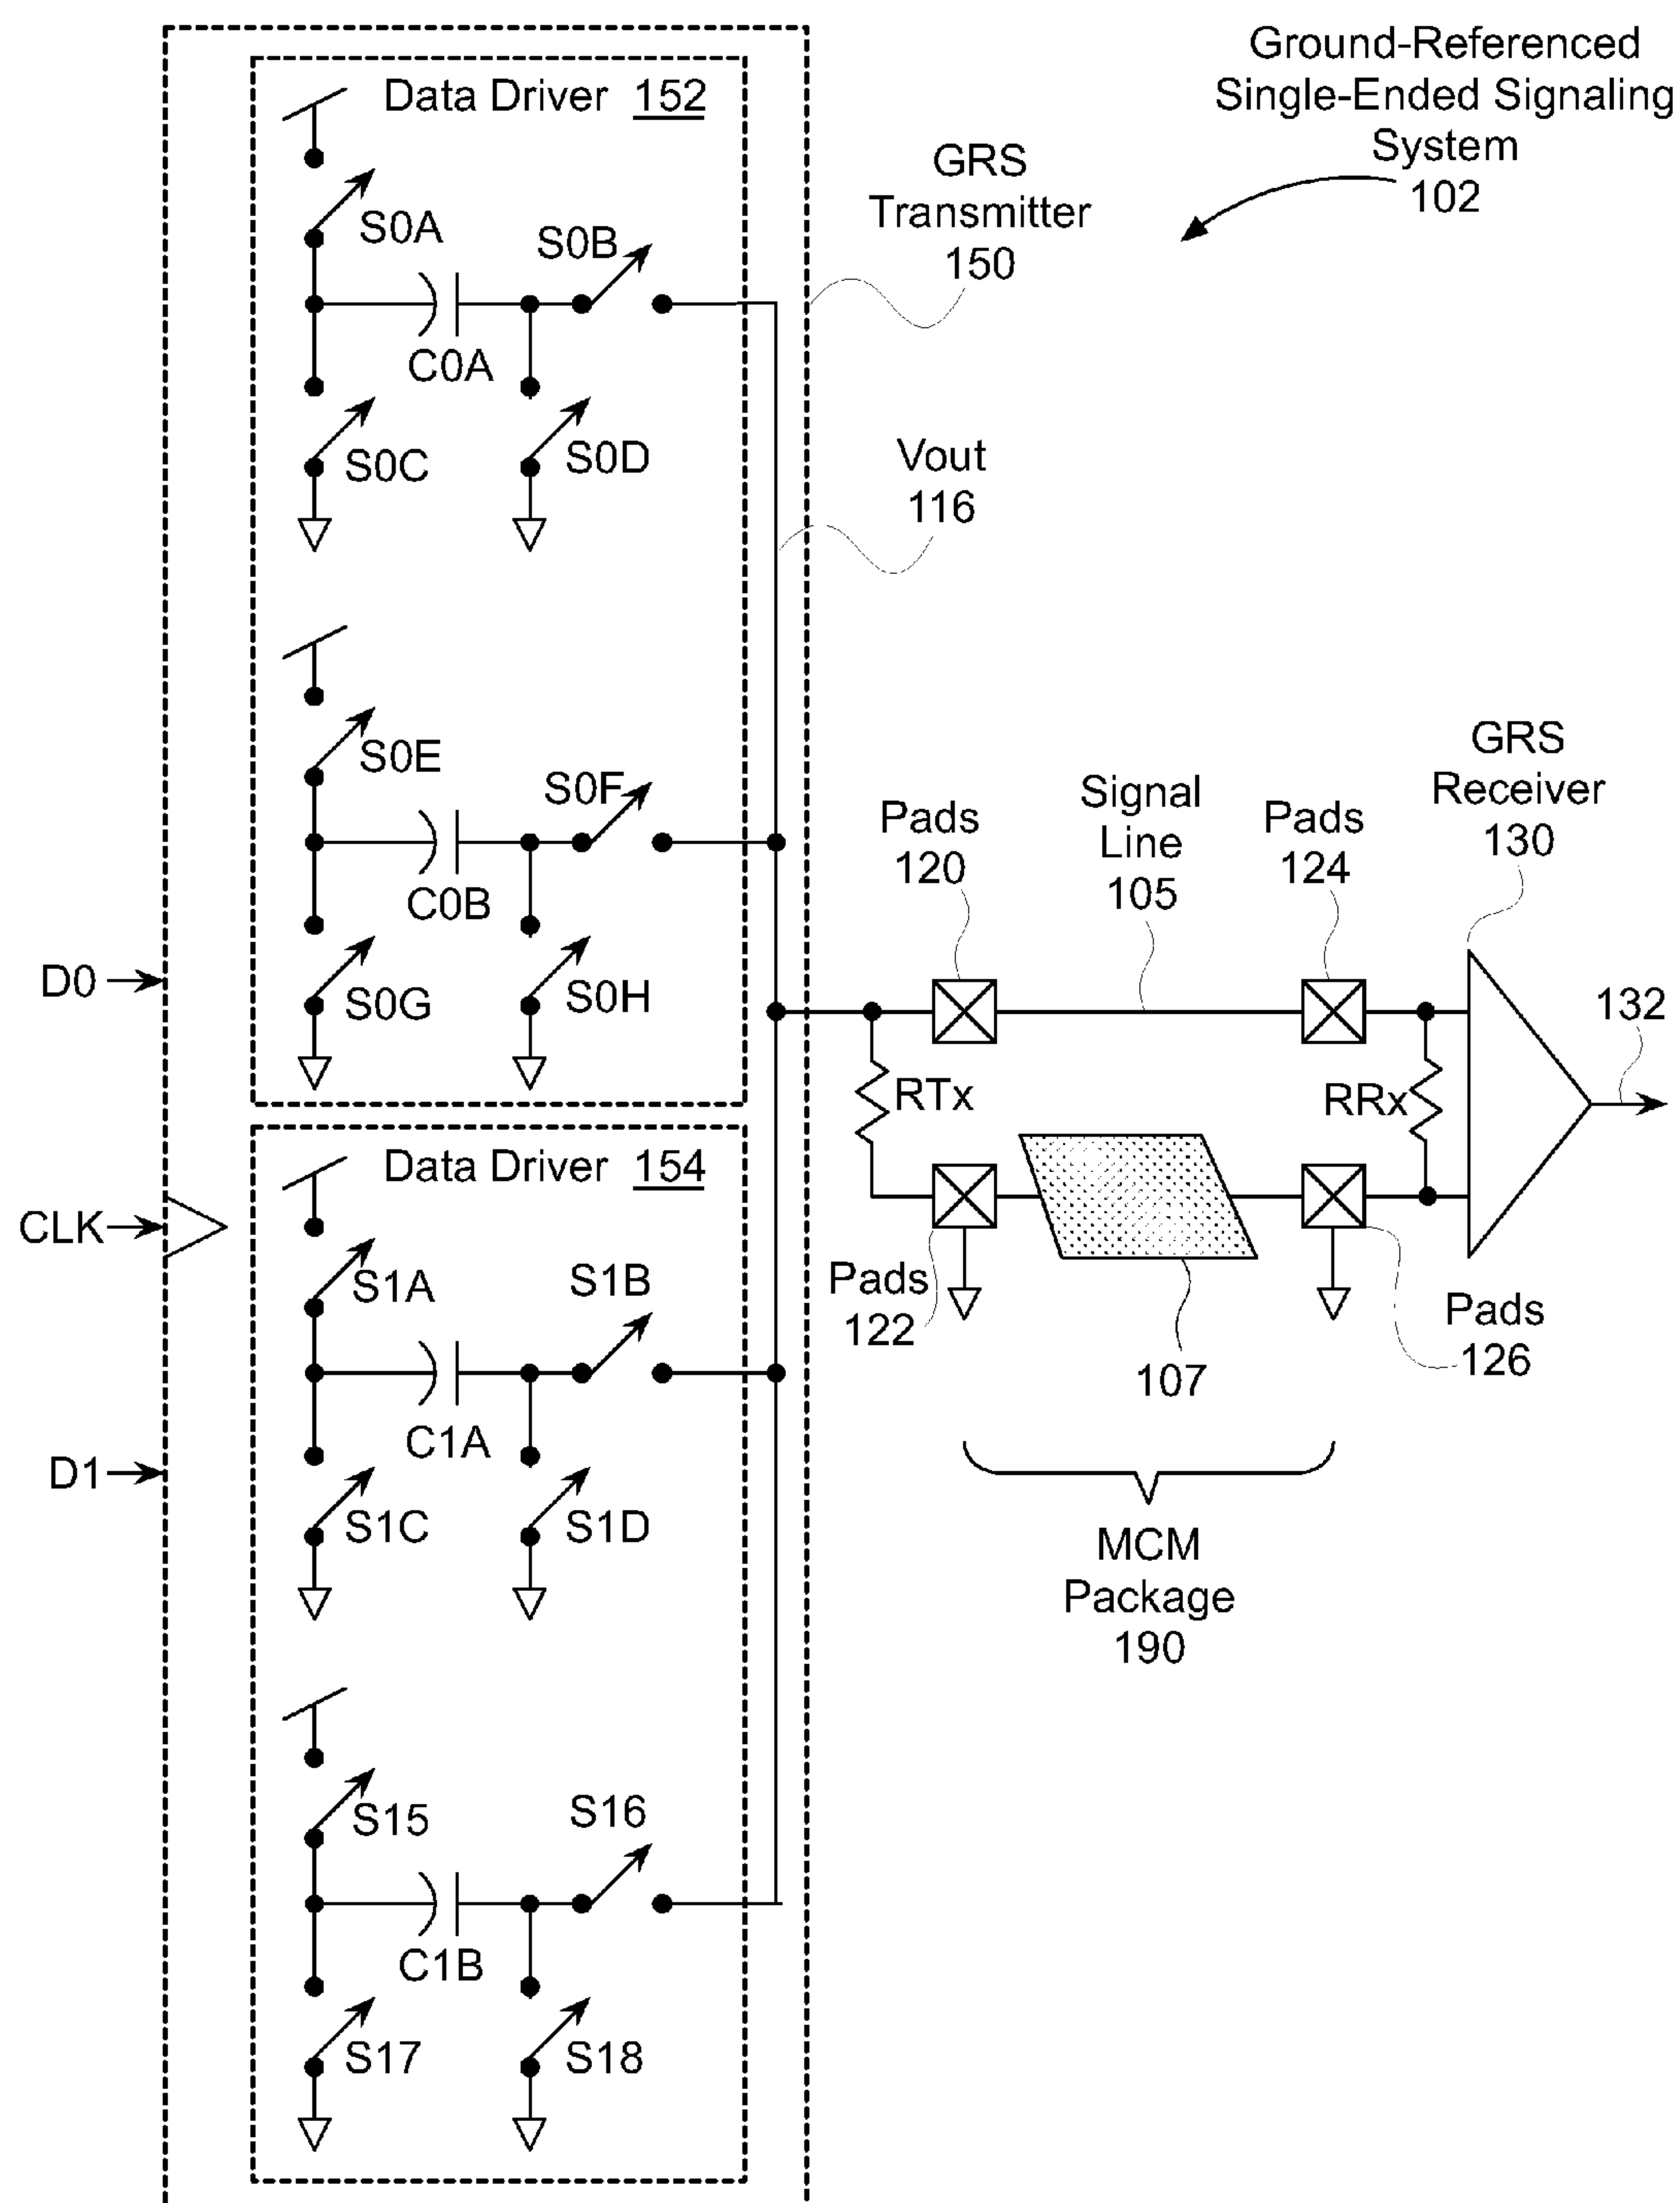 Ground-Referenced
Single-Ended Signaling
System
102
Data Driver 152
GRS
Transmitter
150
S0A
S0B
C0A
S0C
S0D
Vout
116
S0E
S0F
C0B
S0G
S0H
D0
Pads
120
Signal
Line
105
Pads
124
GRS
Receiver
130
132
RTx
RRx
Data Driver 154
CLK
S1A
S1B
C1A
S1C
S1D
D1
Pads
122
107
Pads
126
MCM
Package
190
S15
S16
C1B
S17
S18